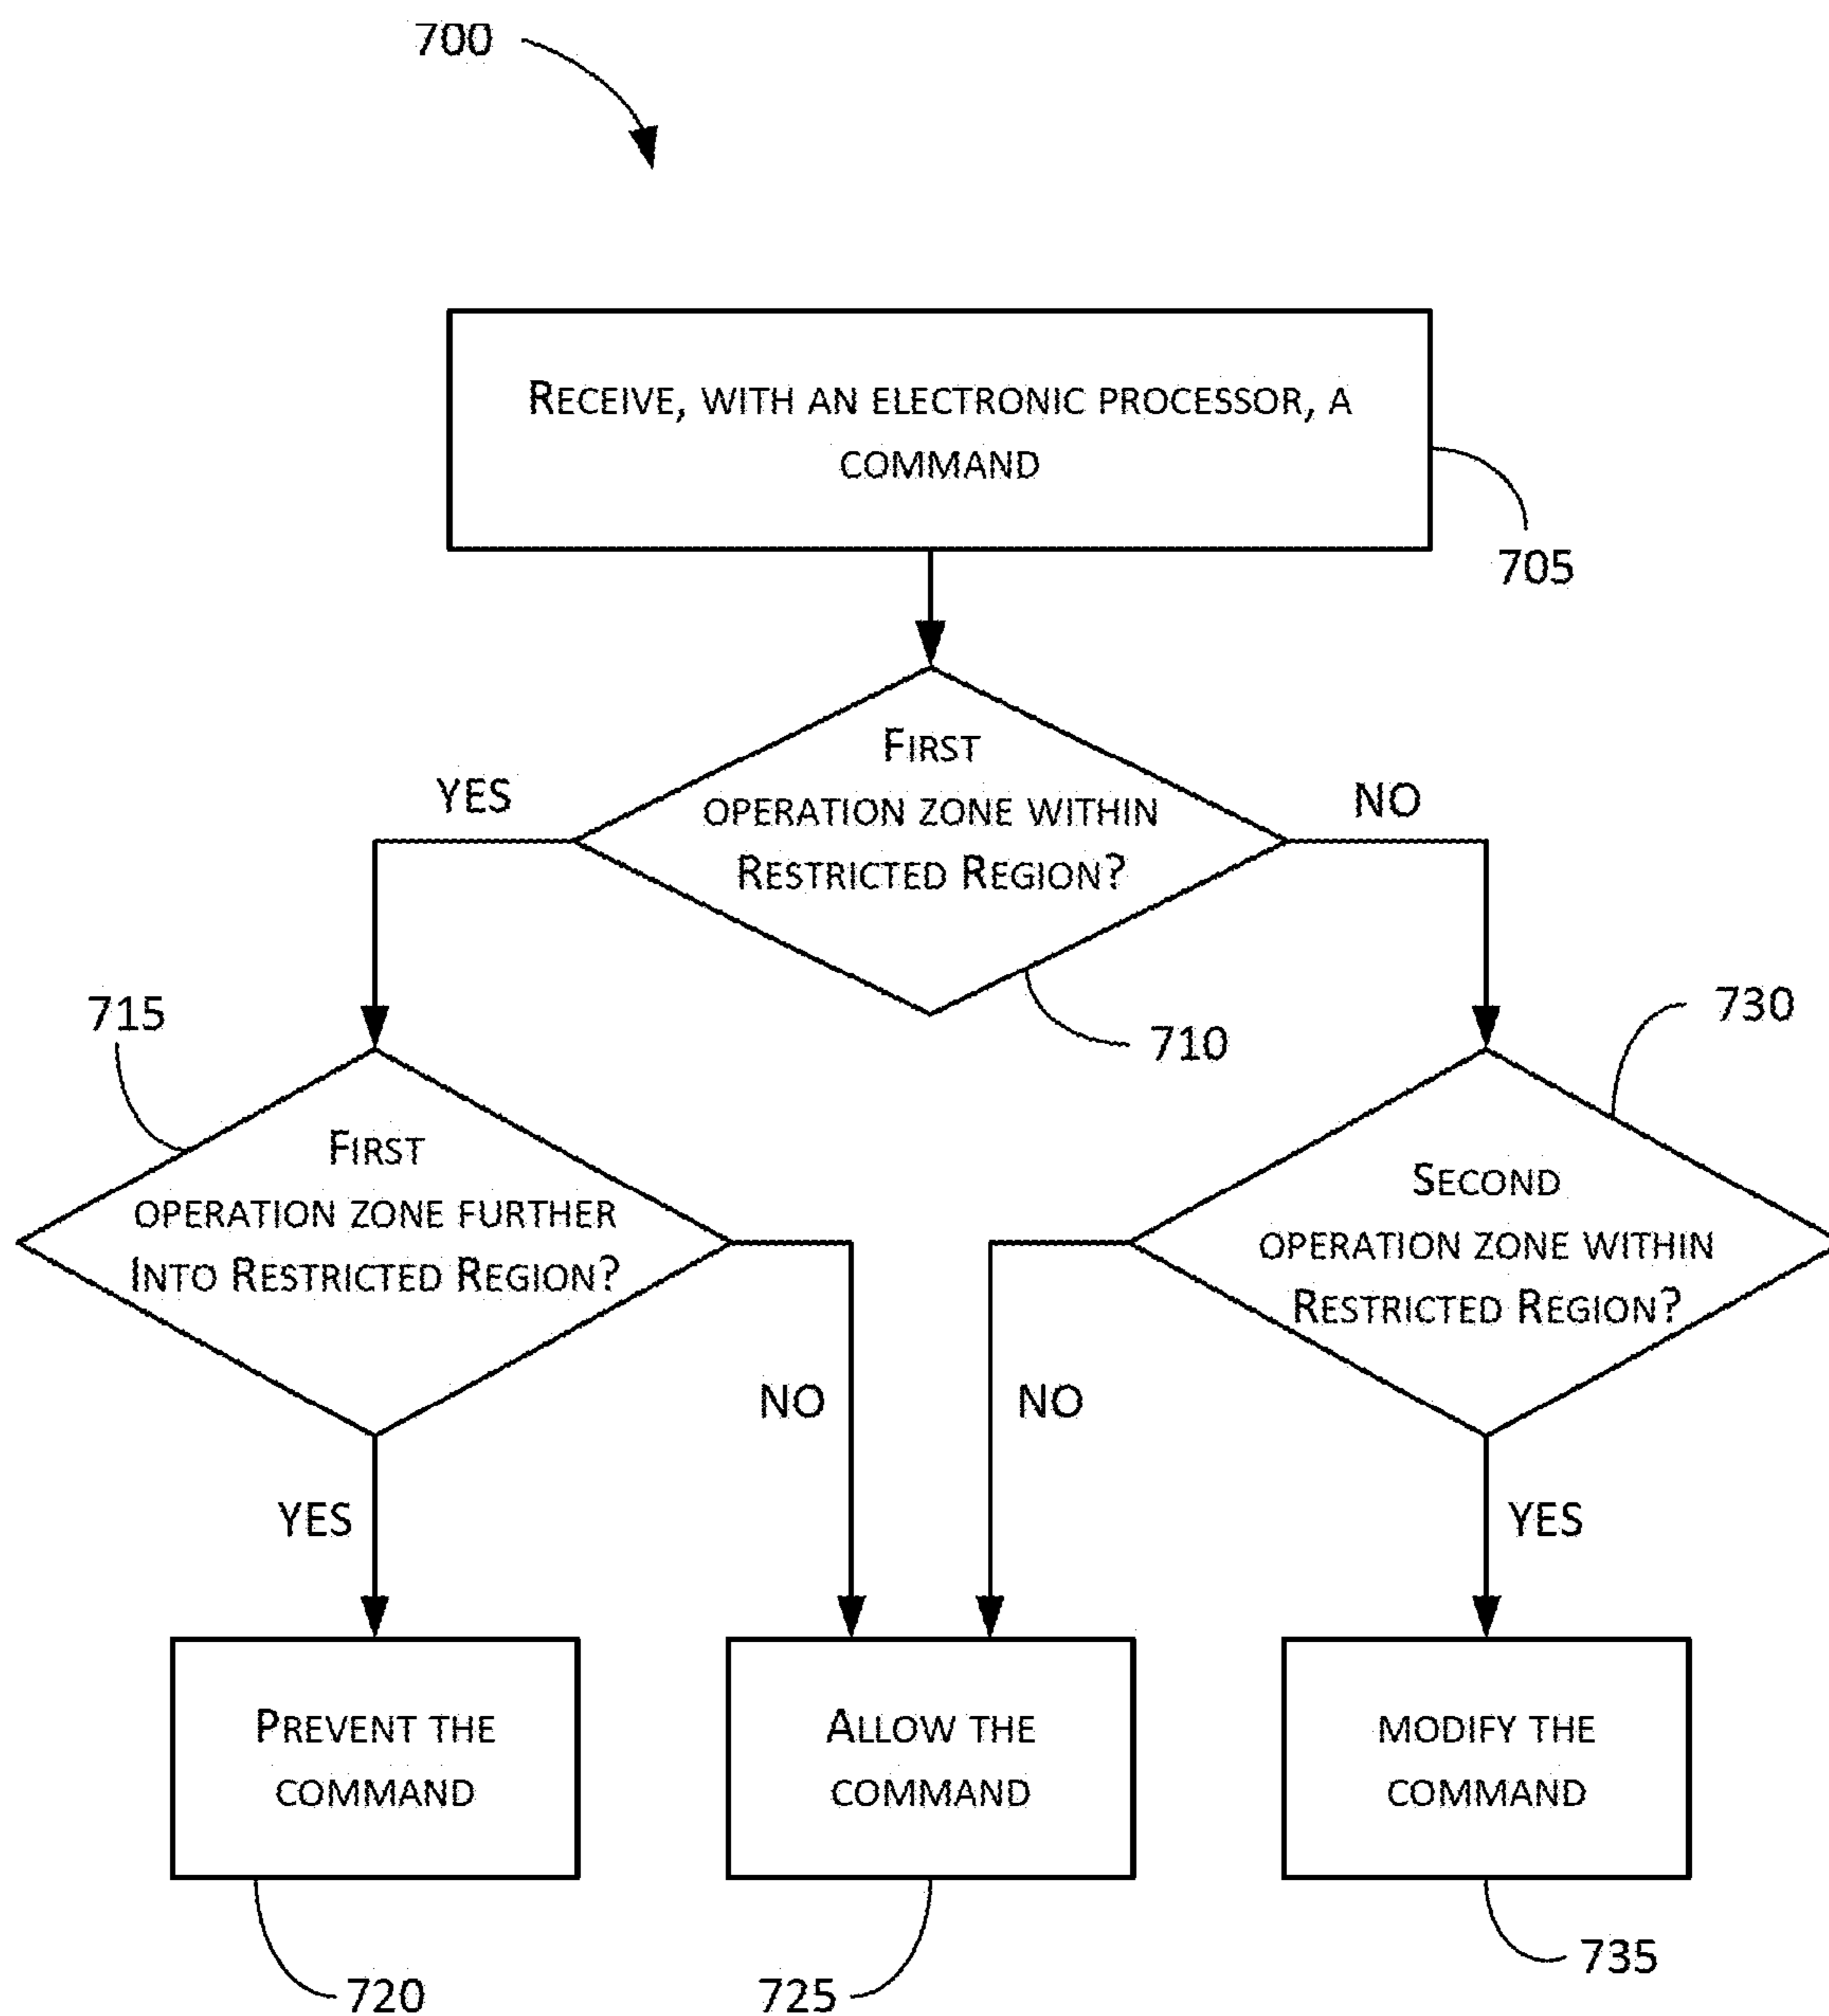 700
Receive, with an electronic processor, a
command
705
First
operation zone within
Restricted Region?
YES
NO
710
715
First
operation zone further
Into Restricted Region?
730
Second
operation zone within
Restricted Region?
NO
NO
YES
YES
Prevent the
command
Allow the
command
modify the
command
720
725
735